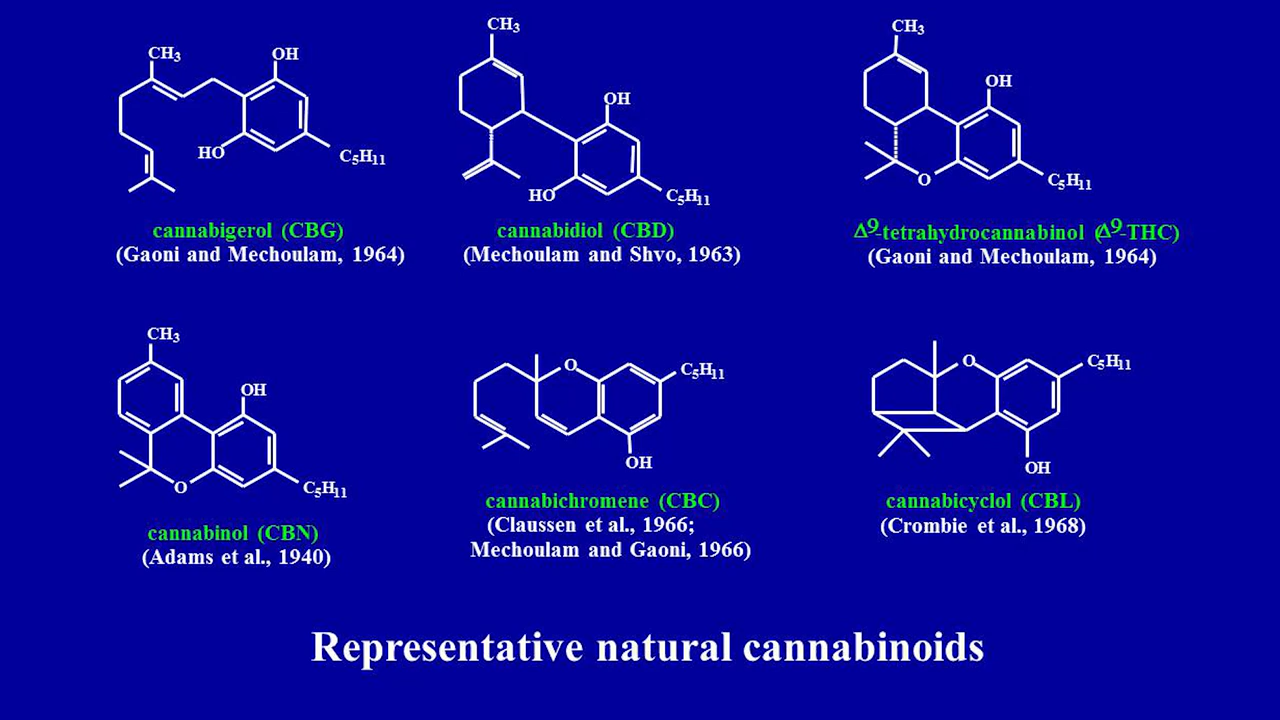 CH₃
OH
HO
C₅H₁₁
cannabigerol (CBG)
(Gaoni and Mechoulam, 1964)
CH₃
OH
HO
C₅H₁₁
cannabidiol (CBD)
(Mechoulam and Shvo, 1963)
CH₃
OH
O
C₅H₁₁
Δ⁹-tetrahydrocannabinol (Δ⁹-THC)
(Gaoni and Mechoulam, 1964)
CH₃
OH
O
C₅H₁₁
cannabinol (CBN)
(Adams et al., 1940)
O
C₅H₁₁
OH
cannabichromene (CBC)
(Claussen et al., 1966;
Mechoulam and Gaoni, 1966)
O
C₅H₁₁
OH
cannabicyclol (CBL)
(Crombie et al., 1968)
Representative natural cannabinoids